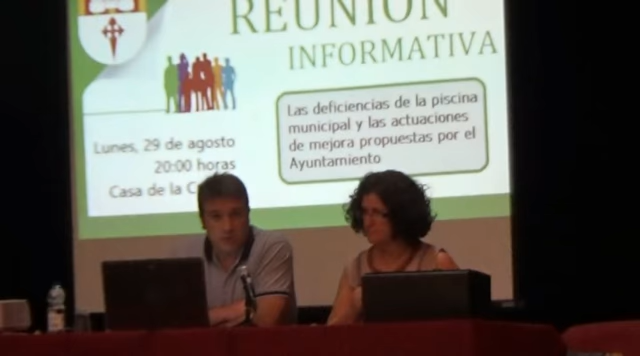 REUNIÓN
INFORMATIVA
Las deficiencias de la piscina
municipal y las actuaciones
de mejora propuestas por el
Ayuntamiento
Lunes, 29 de agosto
20:00 horas
Casa de la